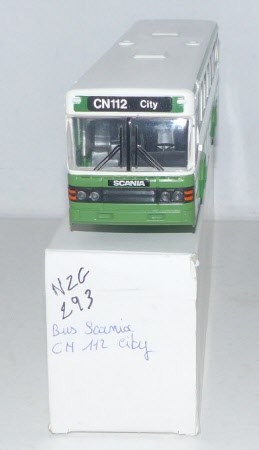 CN112 City
SCANIA
NZG
293
Bus Scania
CN 112 City